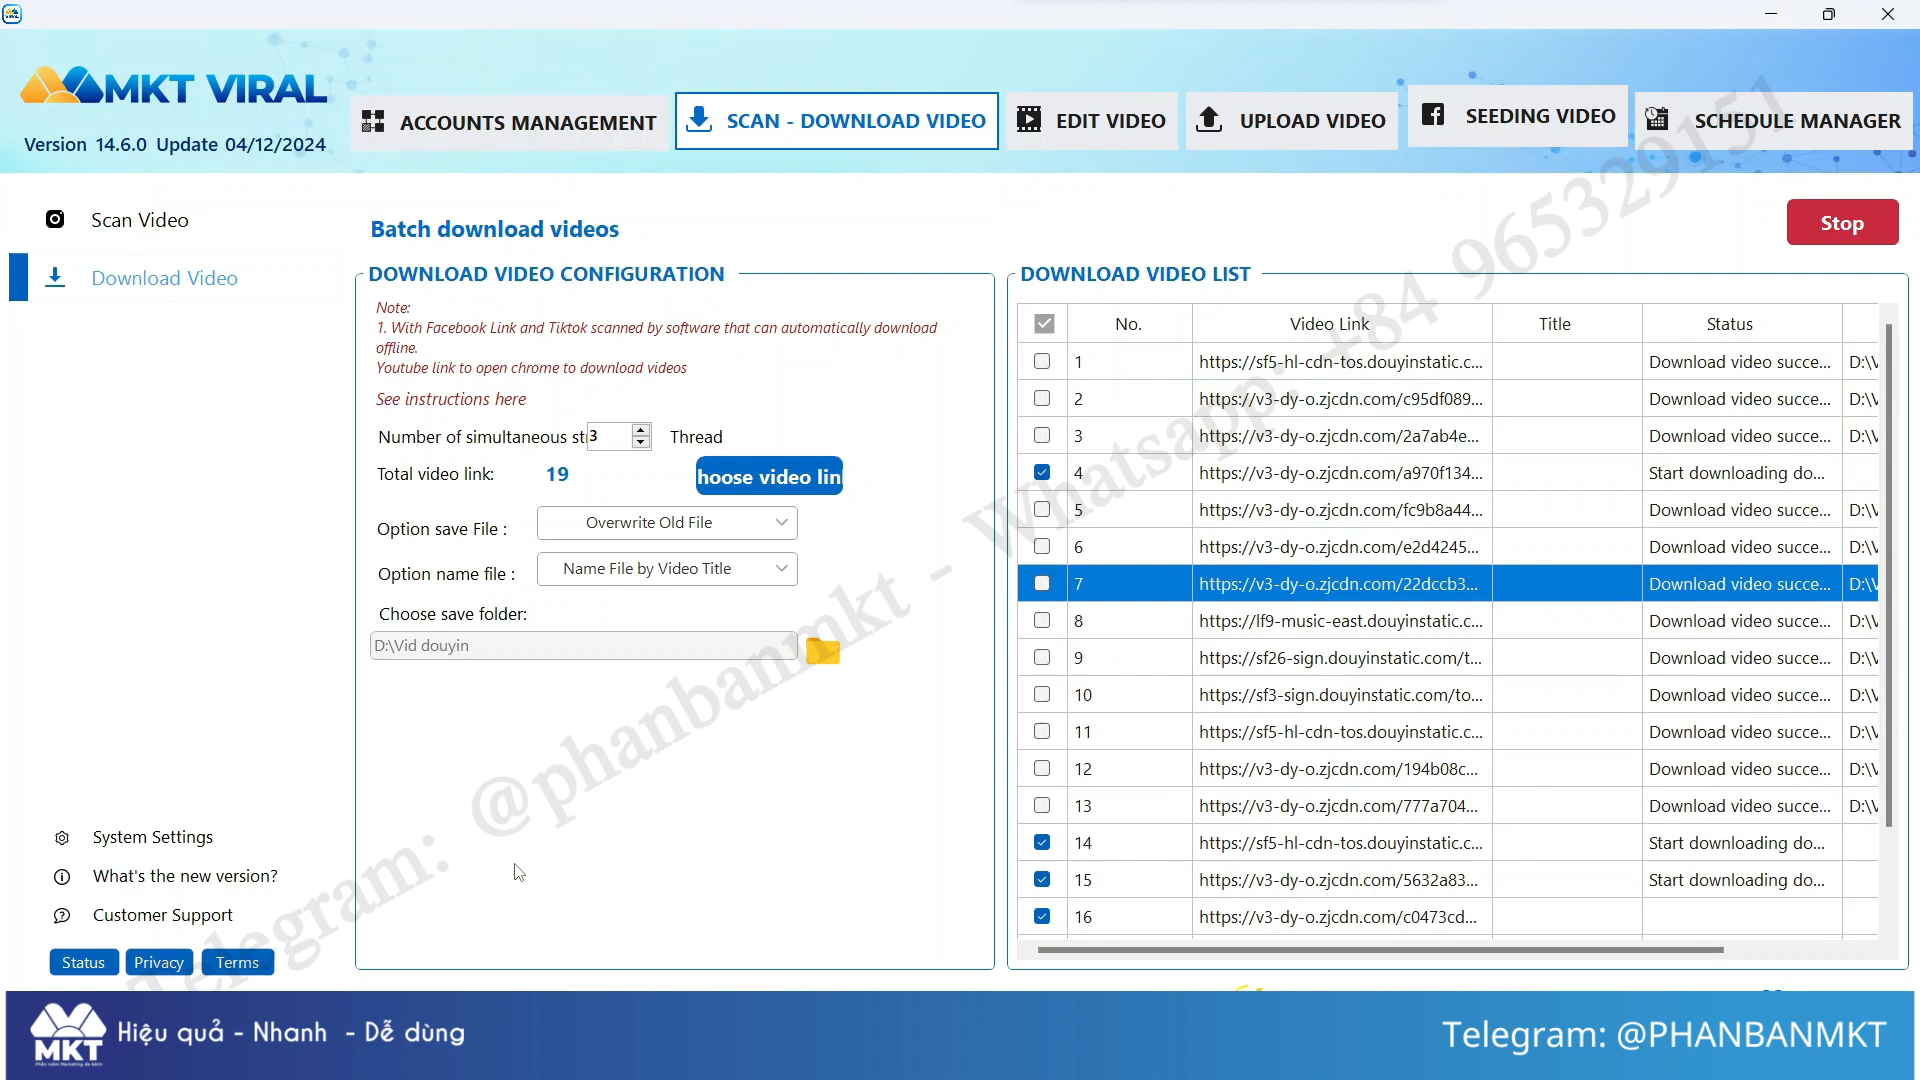 MKT VIRAL
Version 14.6.0 Update 04/12/2024
ACCOUNTS MANAGEMENT
SCAN - DOWNLOAD VIDEO
EDIT VIDEO
UPLOAD VIDEO
SEEDING VIDEO
SCHEDULE MANAGER
Scan Video
Download Video
System Settings
What's the new version?
Customer Support
Status Privacy Terms
Batch download videos
Stop
DOWNLOAD VIDEO CONFIGURATION
Note:
1. With Facebook Link and Tiktok scanned by software that can automatically download
offline.
Youtube link to open chrome to download videos
See instructions here
Number of simultaneous st 3 Thread
Total video link: 19 hoose video lin
Option save File : Overwrite Old File
Option name file : Name File by Video Title
Choose save folder:
D:\Vid douyin
DOWNLOAD VIDEO LIST
No. Video Link Title Status
1 https://sf5-hl-cdn-tos.douyinstatic.c... Download video succe... D:\V
2 https://v3-dy-o.zjcdn.com/c95df089... Download video succe... D:\V
3 https://v3-dy-o.zjcdn.com/2a7ab4e... Download video succe... D:\V
4 https://v3-dy-o.zjcdn.com/a970f134... Start downloading do...
5 https://v3-dy-o.zjcdn.com/fc9b8a44... Download video succe... D:\V
6 https://v3-dy-o.zjcdn.com/e2d4245... Download video succe... D:\V
7 https://v3-dy-o.zjcdn.com/22dccb3... Download video succe... D:\V
8 https://lf9-music-east.douyinstatic.c... Download video succe... D:\V
9 https://sf26-sign.douyinstatic.com/t... Download video succe... D:\V
10 https://sf3-sign.douyinstatic.com/to... Download video succe... D:\V
11 https://sf5-hl-cdn-tos.douyinstatic.c... Download video succe... D:\V
12 https://v3-dy-o.zjcdn.com/194b08c... Download video succe... D:\V
13 https://v3-dy-o.zjcdn.com/777a704... Download video succe... D:\V
14 https://sf5-hl-cdn-tos.douyinstatic.c... Start downloading do...
15 https://v3-dy-o.zjcdn.com/5632a83... Start downloading do...
16 https://v3-dy-o.zjcdn.com/c0473cd...
Telegram: @phanbanmkt - Whatsapp: +84 965329151
MKT
Hiệu quả - Nhanh - Dễ dùng
Telegram: @PHANBANMKT